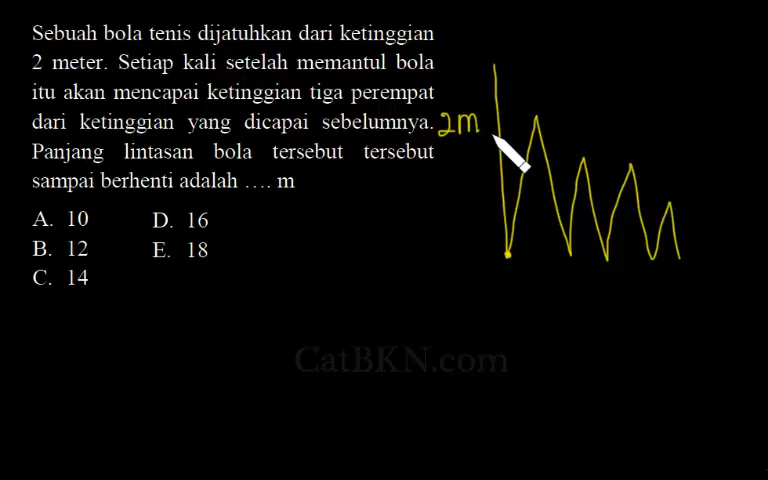 Sebuah bola tenis dijatuhkan dari ketinggian
2 meter. Setiap kali setelah memantul bola
itu akan mencapai ketinggian tiga perempat
dari ketinggian yang dicapai sebelumnya.
2m
Panjang lintasan bola tersebut tersebut
sampai berhenti adalah .... m
A. 10 D. 16
B. 12 E. 18
C. 14
CatBKN.com